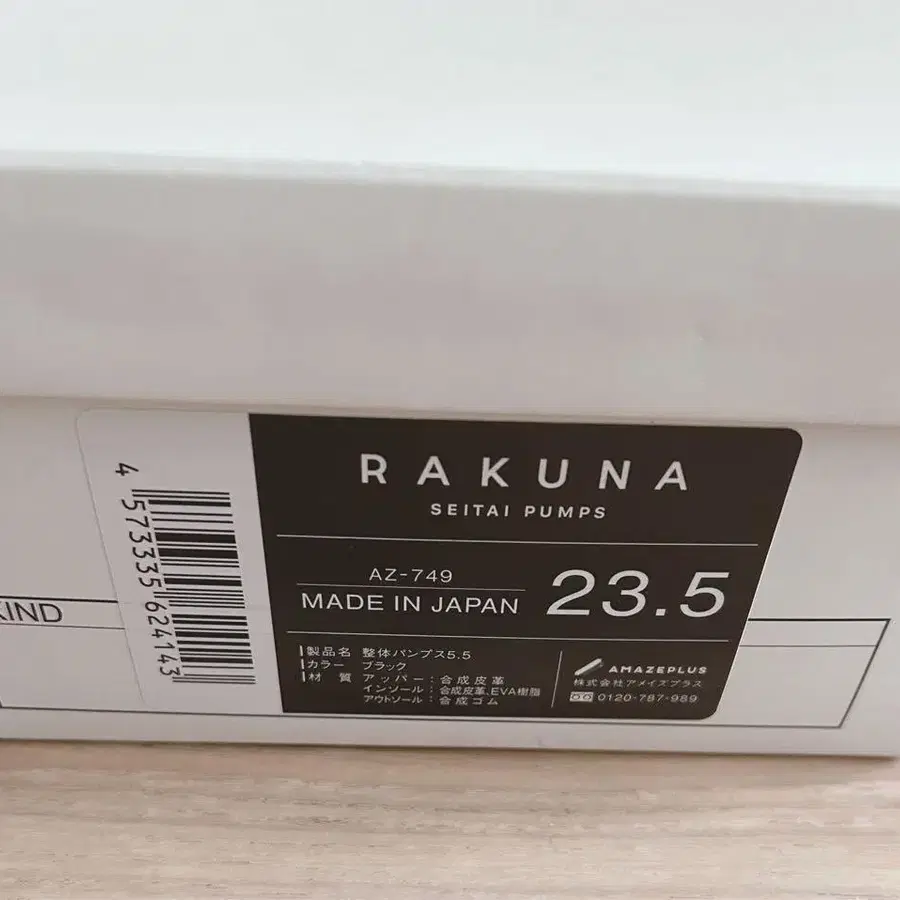 4 573335 624143
KIND
RAKUNA
SEITAI PUMPS
AZ-749
MADE IN JAPAN
23.5
製品名 整体パンプス5.5
カラー ブラック
材質 アッパー:合成皮革
インソール:合成皮革、EVA樹脂
アウトソール:合成ゴム
AMAZEPLUS
株式会社アメイズプラス
0120-787-989